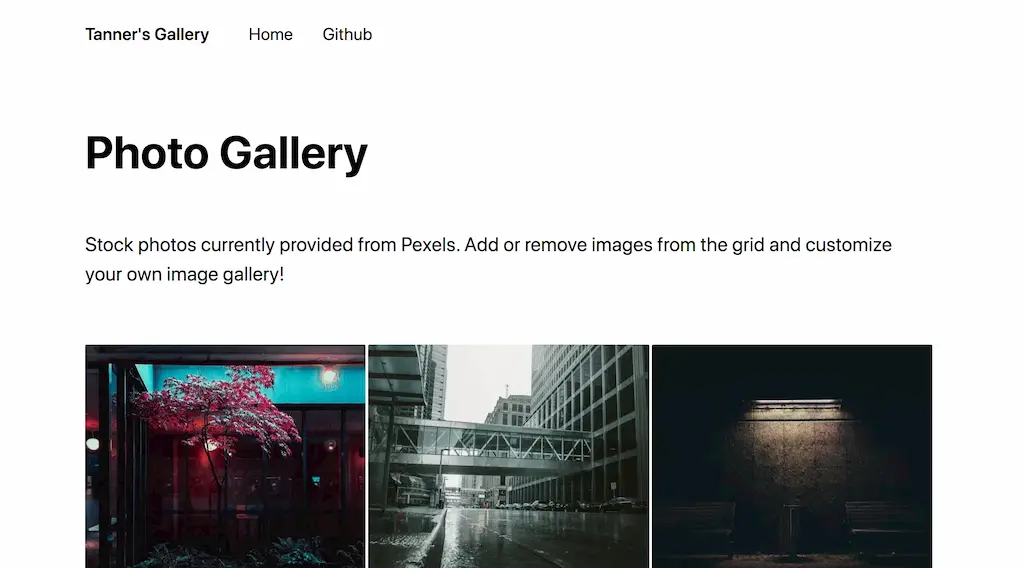 Tanner's Gallery Home Github
Photo Gallery
Stock photos currently provided from Pexels. Add or remove images from the grid and customize
your own image gallery!